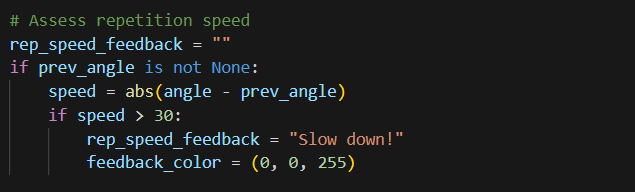 # Assess repetition speed
rep_speed_feedback = ""
if prev_angle is not None:
    speed = abs(angle - prev_angle)
    if speed > 30:
        rep_speed_feedback = "Slow down!"
        feedback_color = (0, 0, 255)